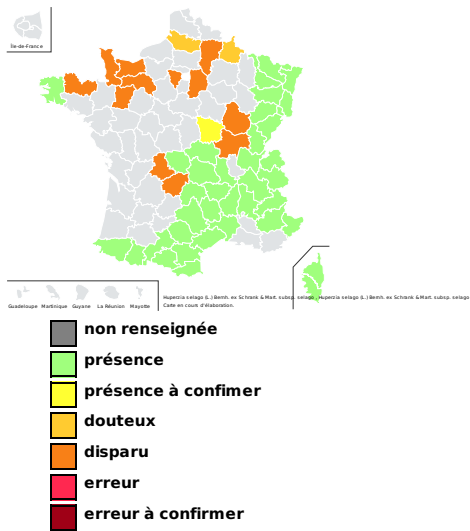 Île-de-France
Guadeloupe Martinique Guyane La Réunion Mayotte
Huperzia selago (L.) Bernh. ex Schrank & Mart. subsp. selago , Huperzia selago (L.) Bernh. ex Schrank & Mart. subsp. selago
Carte en cours d'élaboration.
non renseignée
présence
présence à confimer
douteux
disparu
erreur
erreur à confirmer